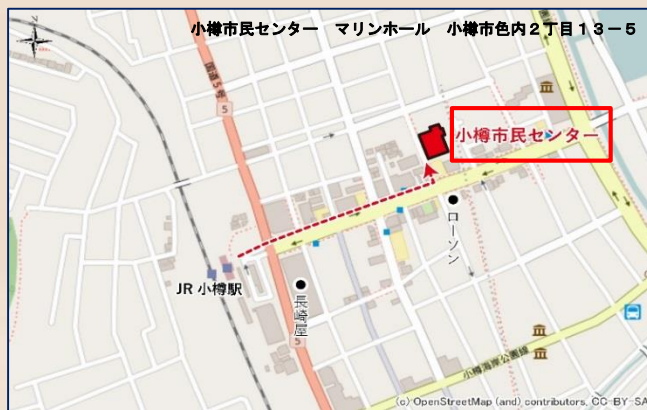 小樽市民センター　マリンホール　小樽市色内２丁目１３－５
国道5号
5
小樽市民センター
ローソン
JR 小樽駅
長崎屋
5
小樽海岸公園線
(c) OpenStreetMap (and) contributors, CC-BY-SA